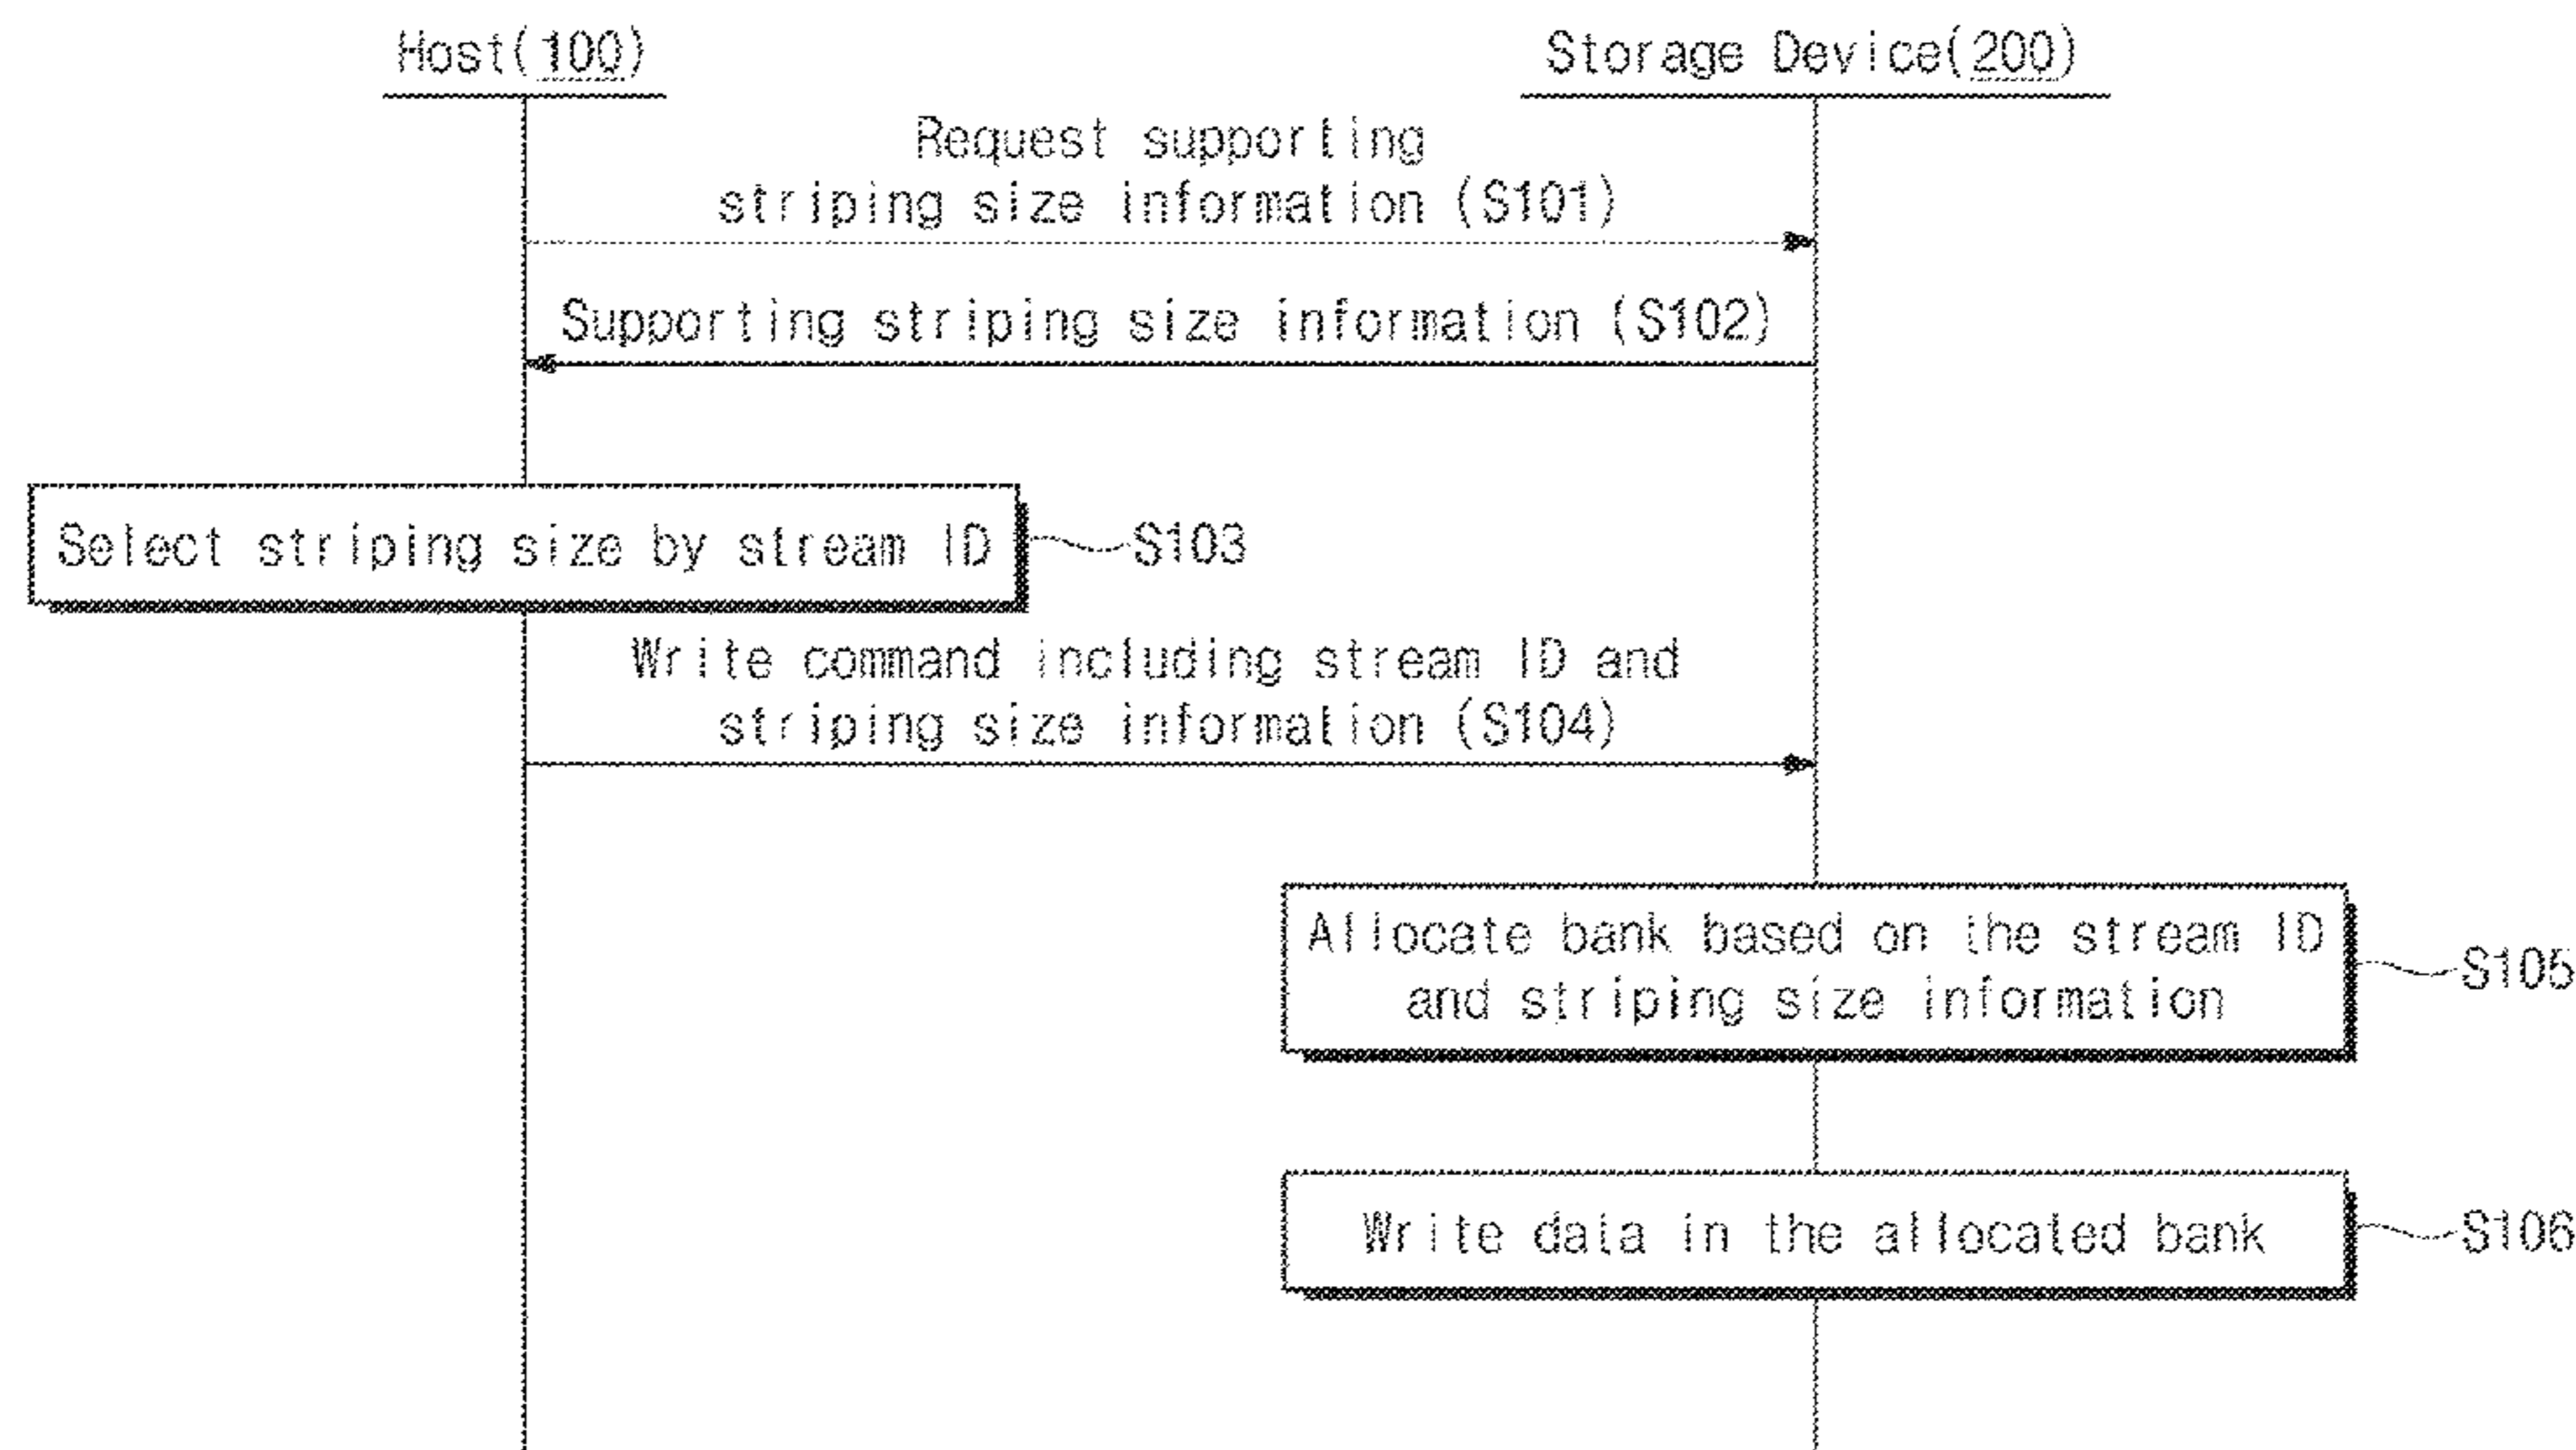 Host(100)
Storage Device(200)
Request supporting
striping size information (S101)
Supporting striping size information (S102)
Select striping size by stream ID
S103
Write command including stream ID and
striping size information (S104)
Allocate bank based on the stream ID
and striping size information
S105
Write data in the allocated bank
S106